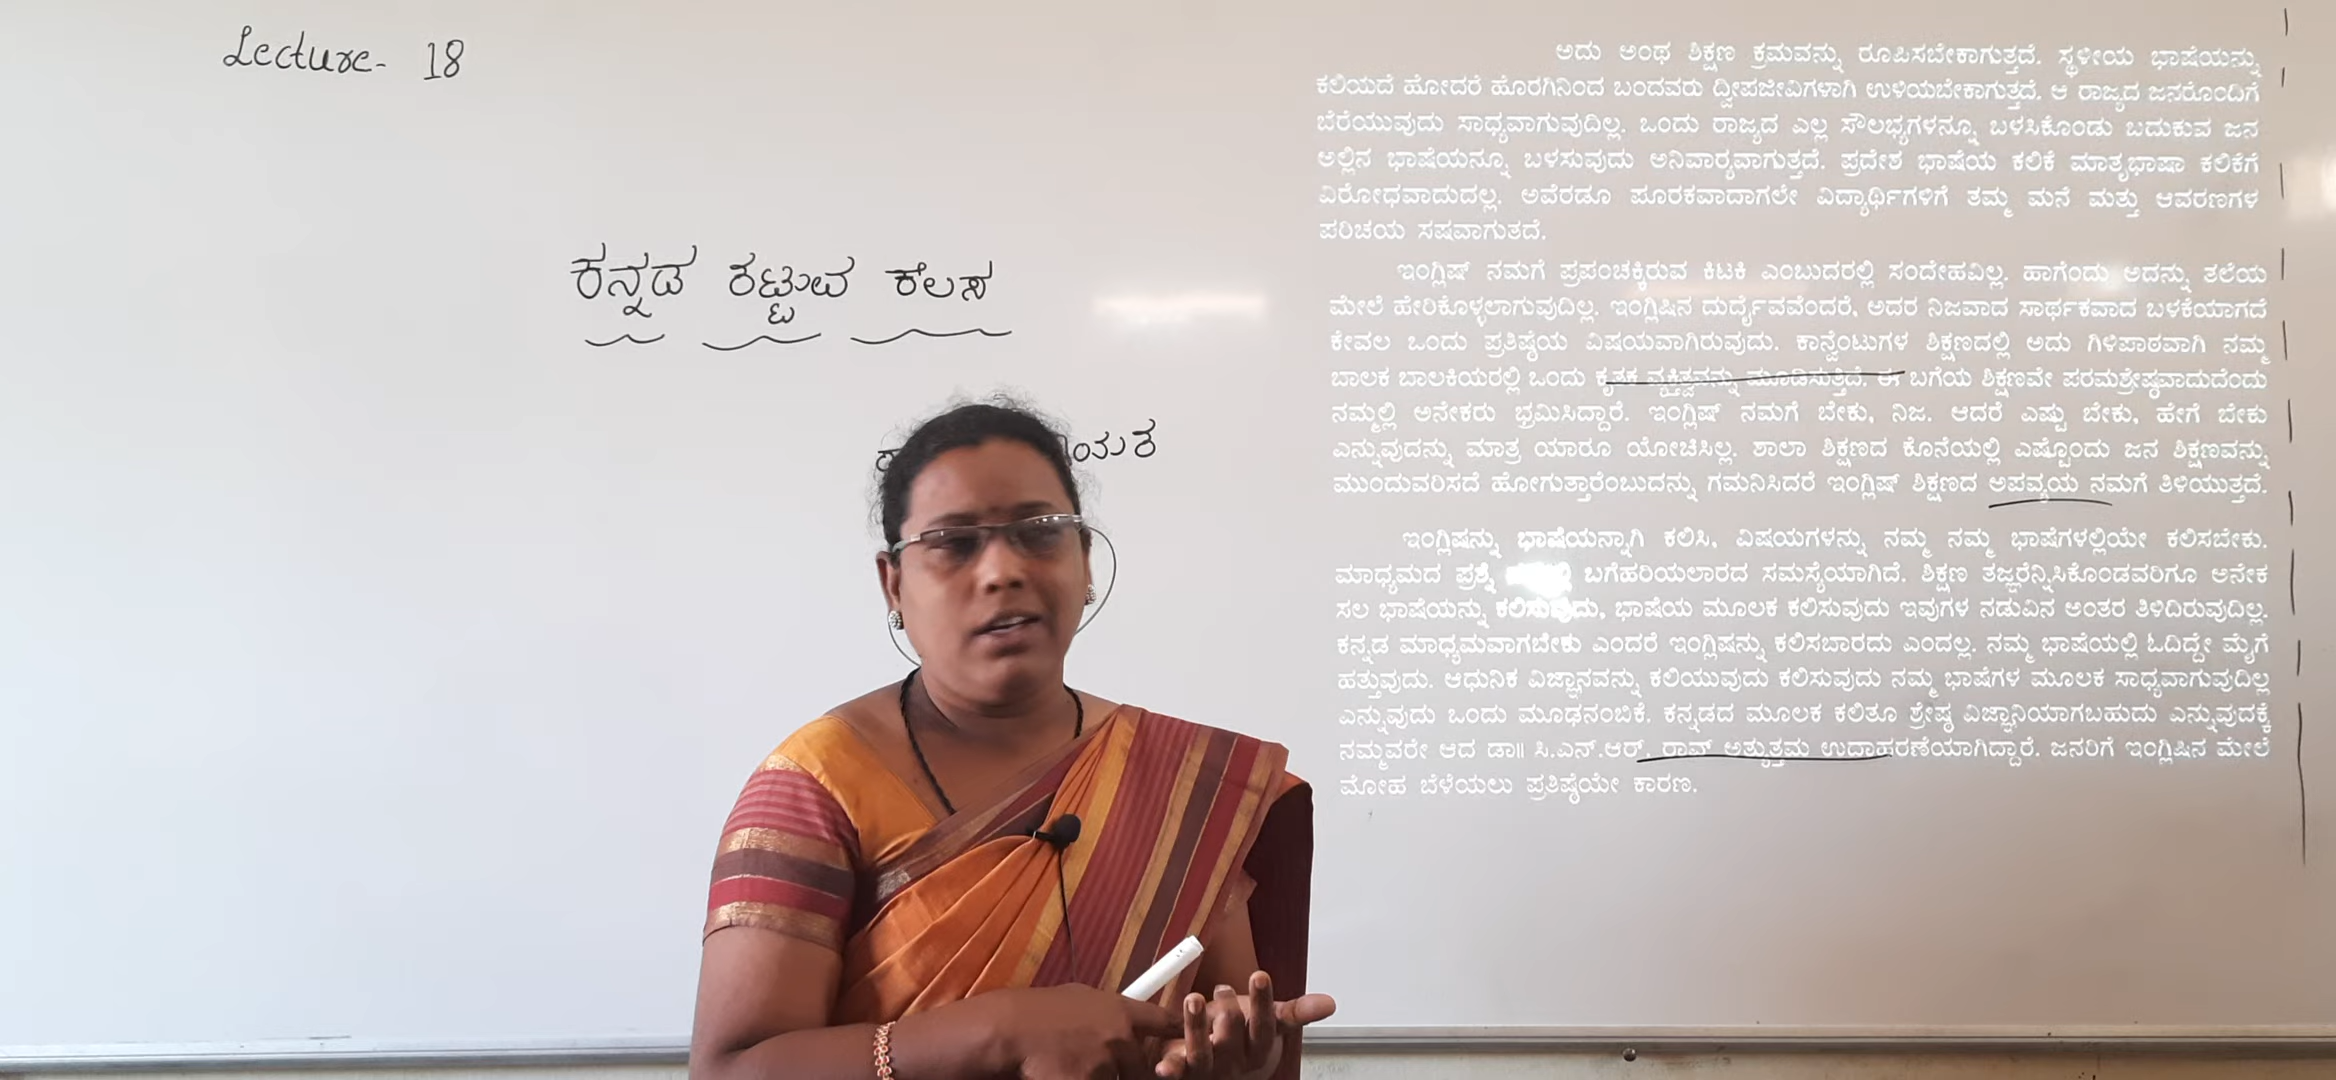 Lecture- 18
ಕನ್ನಡ ಕಟ್ಟುವ ಕೆಲಸ
ಅದು ಅಂಥ ಶಿಕ್ಷಣ ಕ್ರಮವನ್ನು ರೂಪಿಸಬೇಕಾಗುತ್ತದೆ. ಸ್ಥಳೀಯ ಭಾಷೆಯನ್ನು
ಕಲಿಯದೆ ಹೋದರೆ ಹೊರಗಿನಿಂದ ಬಂದವರು ದ್ವೀಪಜೀವಿಗಳಾಗಿ ಉಳಿಯಬೇಕಾಗುತ್ತದೆ. ಆ ರಾಜ್ಯದ ಜನರೊಂದಿಗೆ
ಬೆರೆಯುವುದು ಸಾಧ್ಯವಾಗುವುದಿಲ್ಲ. ಒಂದು ರಾಜ್ಯದ ಎಲ್ಲ ಸೌಲಭ್ಯಗಳನ್ನೂ ಬಳಸಿಕೊಂಡು ಬದುಕುವ ಜನ
ಅಲ್ಲಿನ ಭಾಷೆಯನ್ನೂ ಬಳಸುವುದು ಅನಿವಾರ್‍ಯವಾಗುತ್ತದೆ. ಪ್ರದೇಶ ಭಾಷೆಯ ಕಲಿಕೆ ಮಾತೃಭಾಷಾ ಕಲಿಕೆಗೆ
ವಿರೋಧವಾದುದಲ್ಲ. ಅವೆರಡೂ ಪೂರಕವಾದಾಗಲೇ ವಿದ್ಯಾರ್ಥಿಗಳಿಗೆ ತಮ್ಮ ಮನೆ ಮತ್ತು ಆವರಣಗಳ
ಪರಿಚಯ ಸಷವಾಗುತದೆ.
ಇಂಗ್ಲಿಷ್ ನಮಗೆ ಪ್ರಪಂಚಕ್ಕಿರುವ ಕಿಟಕಿ ಎಂಬುದರಲ್ಲಿ ಸಂದೇಹವಿಲ್ಲ. ಹಾಗೆಂದು ಅದನ್ನು ತಲೆಯ
ಮೇಲೆ ಹೇರಿಕೊಳ್ಳಲಾಗುವುದಿಲ್ಲ. ಇಂಗ್ಲಿಷಿನ ದುರ್ದೈವವೆಂದರೆ, ಅದರ ನಿಜವಾದ ಸಾರ್ಥಕವಾದ ಬಳಕೆಯಾಗದೆ
ಕೇವಲ ಒಂದು ಪ್ರತಿಷ್ಠೆಯ ವಿಷಯವಾಗಿರುವುದು. ಕಾನ್ವೆಂಟುಗಳ ಶಿಕ್ಷಣದಲ್ಲಿ ಅದು ಗಿಳಿಪಾಠವಾಗಿ ನಮ್ಮ
ಬಾಲಕ ಬಾಲಕಿಯರಲ್ಲಿ ಒಂದು ಕೃತಕ ವ್ಯಕ್ತಿತ್ವವನ್ನು ಮೂಡಿಸುತ್ತದೆ. ಈ ಬಗೆಯ ಶಿಕ್ಷಣವೇ ಪರಮಶ್ರೇಷ್ಠವಾದುದೆಂದು
ನಮ್ಮಲ್ಲಿ ಅನೇಕರು ಭ್ರಮಿಸಿದ್ದಾರೆ. ಇಂಗ್ಲಿಷ್ ನಮಗೆ ಬೇಕು, ನಿಜ. ಆದರೆ ಎಷ್ಟು ಬೇಕು, ಹೇಗೆ ಬೇಕು
ಎನ್ನುವುದನ್ನು ಮಾತ್ರ ಯಾರೂ ಯೋಚಿಸಿಲ್ಲ. ಶಾಲಾ ಶಿಕ್ಷಣದ ಕೊನೆಯಲ್ಲಿ ಎಷ್ಟೊಂದು ಜನ ಶಿಕ್ಷಣವನ್ನು
ಮುಂದುವರಿಸದೆ ಹೋಗುತ್ತಾರೆಂಬುದನ್ನು ಗಮನಿಸಿದರೆ ಇಂಗ್ಲಿಷ್ ಶಿಕ್ಷಣದ ಅಪವ್ಯಯ ನಮಗೆ ತಿಳಿಯುತ್ತದೆ.
ಇಂಗ್ಲಿಷನ್ನು ಭಾಷೆಯನ್ನಾಗಿ ಕಲಿಸಿ, ವಿಷಯಗಳನ್ನು ನಮ್ಮ ನಮ್ಮ ಭಾಷೆಗಳಲ್ಲಿಯೇ ಕಲಿಸಬೇಕು.
ಮಾಧ್ಯಮದ ಪ್ರಶ್ನೆ ಬಗೆಹರಿಯಲಾರದ ಸಮಸ್ಯೆಯಾಗಿದೆ. ಶಿಕ್ಷಣ ತಜ್ಞರೆನ್ನಿಸಿಕೊಂಡವರಿಗೂ ಅನೇಕ
ಸಲ ಭಾಷೆಯನ್ನು ಕಲಿಸುವುದು, ಭಾಷೆಯ ಮೂಲಕ ಕಲಿಸುವುದು ಇವುಗಳ ನಡುವಿನ ಅಂತರ ತಿಳಿದಿರುವುದಿಲ್ಲ.
ಕನ್ನಡ ಮಾಧ್ಯಮವಾಗಬೇಕು ಎಂದರೆ ಇಂಗ್ಲಿಷನ್ನು ಕಲಿಸಬಾರದು ಎಂದಲ್ಲ. ನಮ್ಮ ಭಾಷೆಯಲ್ಲಿ ಓದಿದ್ದೇ ಮೈಗೆ
ಹತ್ತುವುದು. ಆಧುನಿಕ ವಿಜ್ಞಾನವನ್ನು ಕಲಿಯುವುದು ಕಲಿಸುವುದು ನಮ್ಮ ಭಾಷೆಗಳ ಮೂಲಕ ಸಾಧ್ಯವಾಗುವುದಿಲ್ಲ
ಎನ್ನುವುದು ಒಂದು ಮೂಢನಂಬಿಕೆ. ಕನ್ನಡದ ಮೂಲಕ ಕಲಿತೂ ಶ್ರೇಷ್ಠ ವಿಜ್ಞಾನಿಯಾಗಬಹುದು ಎನ್ನುವುದಕ್ಕೆ
ನಮ್ಮವರೇ ಆದ ಡಾ॥ ಸಿ.ಎನ್.ಆರ್. ರಾವ್ ಅತ್ಯುತ್ತಮ ಉದಾಹರಣೆಯಾಗಿದ್ದಾರೆ. ಜನರಿಗೆ ಇಂಗ್ಲಿಷಿನ ಮೇಲೆ
ಮೋಹ ಬೆಳೆಯಲು ಪ್ರತಿಷ್ಠೆಯೇ ಕಾರಣ.